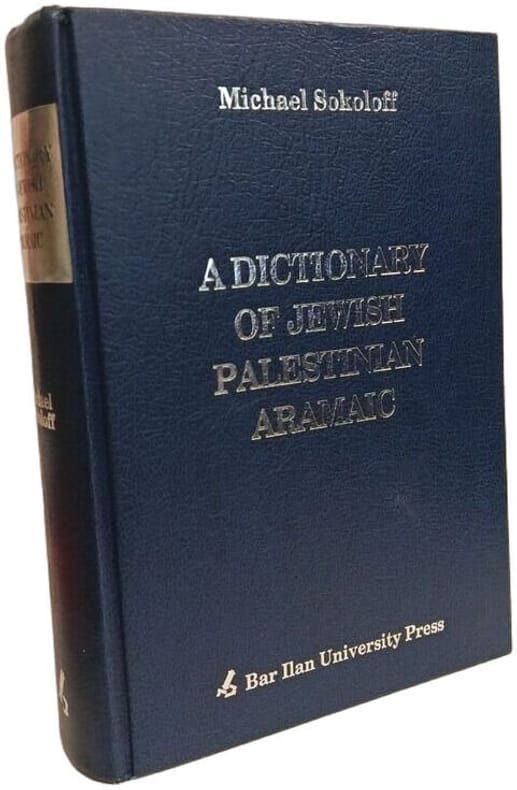 Michael Sokoloff
A DICTIONARY
OF JEWISH
PALESTINIAN
ARAMAIC
Bar Ilan University Press